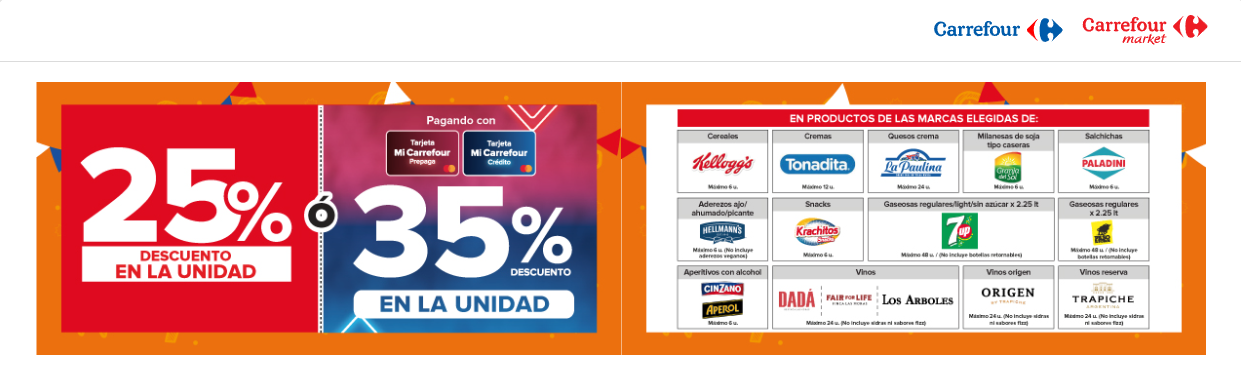 Carrefour
Carrefour
market
25%
DESCUENTO
EN LA UNIDAD
Ó
Pagando con
Tarjeta
Mi Carrefour
Prepaga
Tarjeta
Mi Carrefour
Crédito
35%
DESCUENTO
EN LA UNIDAD
EN PRODUCTOS DE LAS MARCAS ELEGIDAS DE:
Cereales
Kellogg's
Máximo 6 u.
Cremas
Tonadita
Máximo 12 u.
Quesos crema
La Paulina
Máximo 24 u.
Milanesas de soja
tipo caseras
Granja
del Sol
Máximo 6 u.
Salchichas
PALADINI
Máximo 6 u.
Aderezos ajo/
ahumado/picante
HELLMANN'S
Máximo 6 u. (No incluye
aderezos veganos)
Snacks
Krachitos
Máximo 6 u.
Gaseosas regulares/light/sin azúcar x 2.25 lt
7up
Máximo 48 u. / (No incluye botellas retornables)
Gaseosas regulares
x 2.25 lt
Máximo 48 u. / (No incluye
botellas retornables)
Aperitivos con alcohol
CINZANO
APEROL
Máximo 6 u.
Vinos
DADÁ
FAIR FOR LIFE
LOS ARBOLES
Máximo 24 u. (No incluye sidras ni sabores fizz)
Vinos origen
ORIGEN
DE TRAPICHE
Máximo 24 u. (No incluye sidras
ni sabores fizz)
Vinos reserva
TRAPICHE
ARGENTINA
Máximo 24 u. (No incluye sidras
ni sabores fizz)